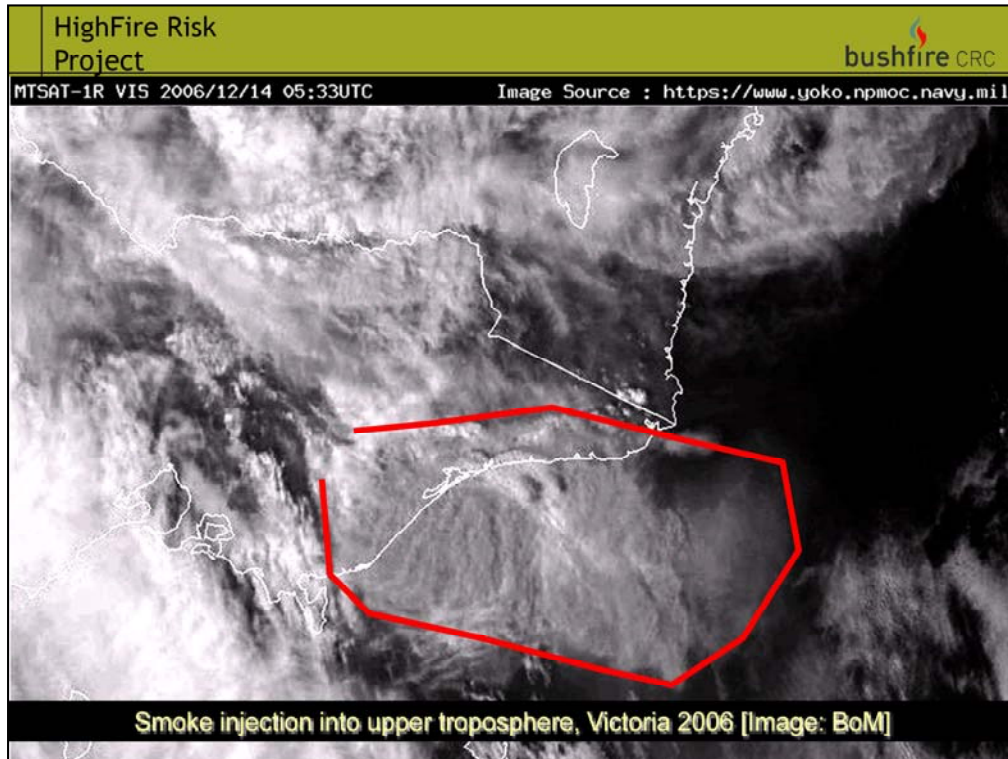 HighFire Risk
Project
bushfire CRC
MTSAT-1R VIS 2006/12/14 05:33UTC Image Source : https://www.yoko.npmoc.navy.mil
Smoke injection into upper troposphere, Victoria 2006 [Image: BoM]